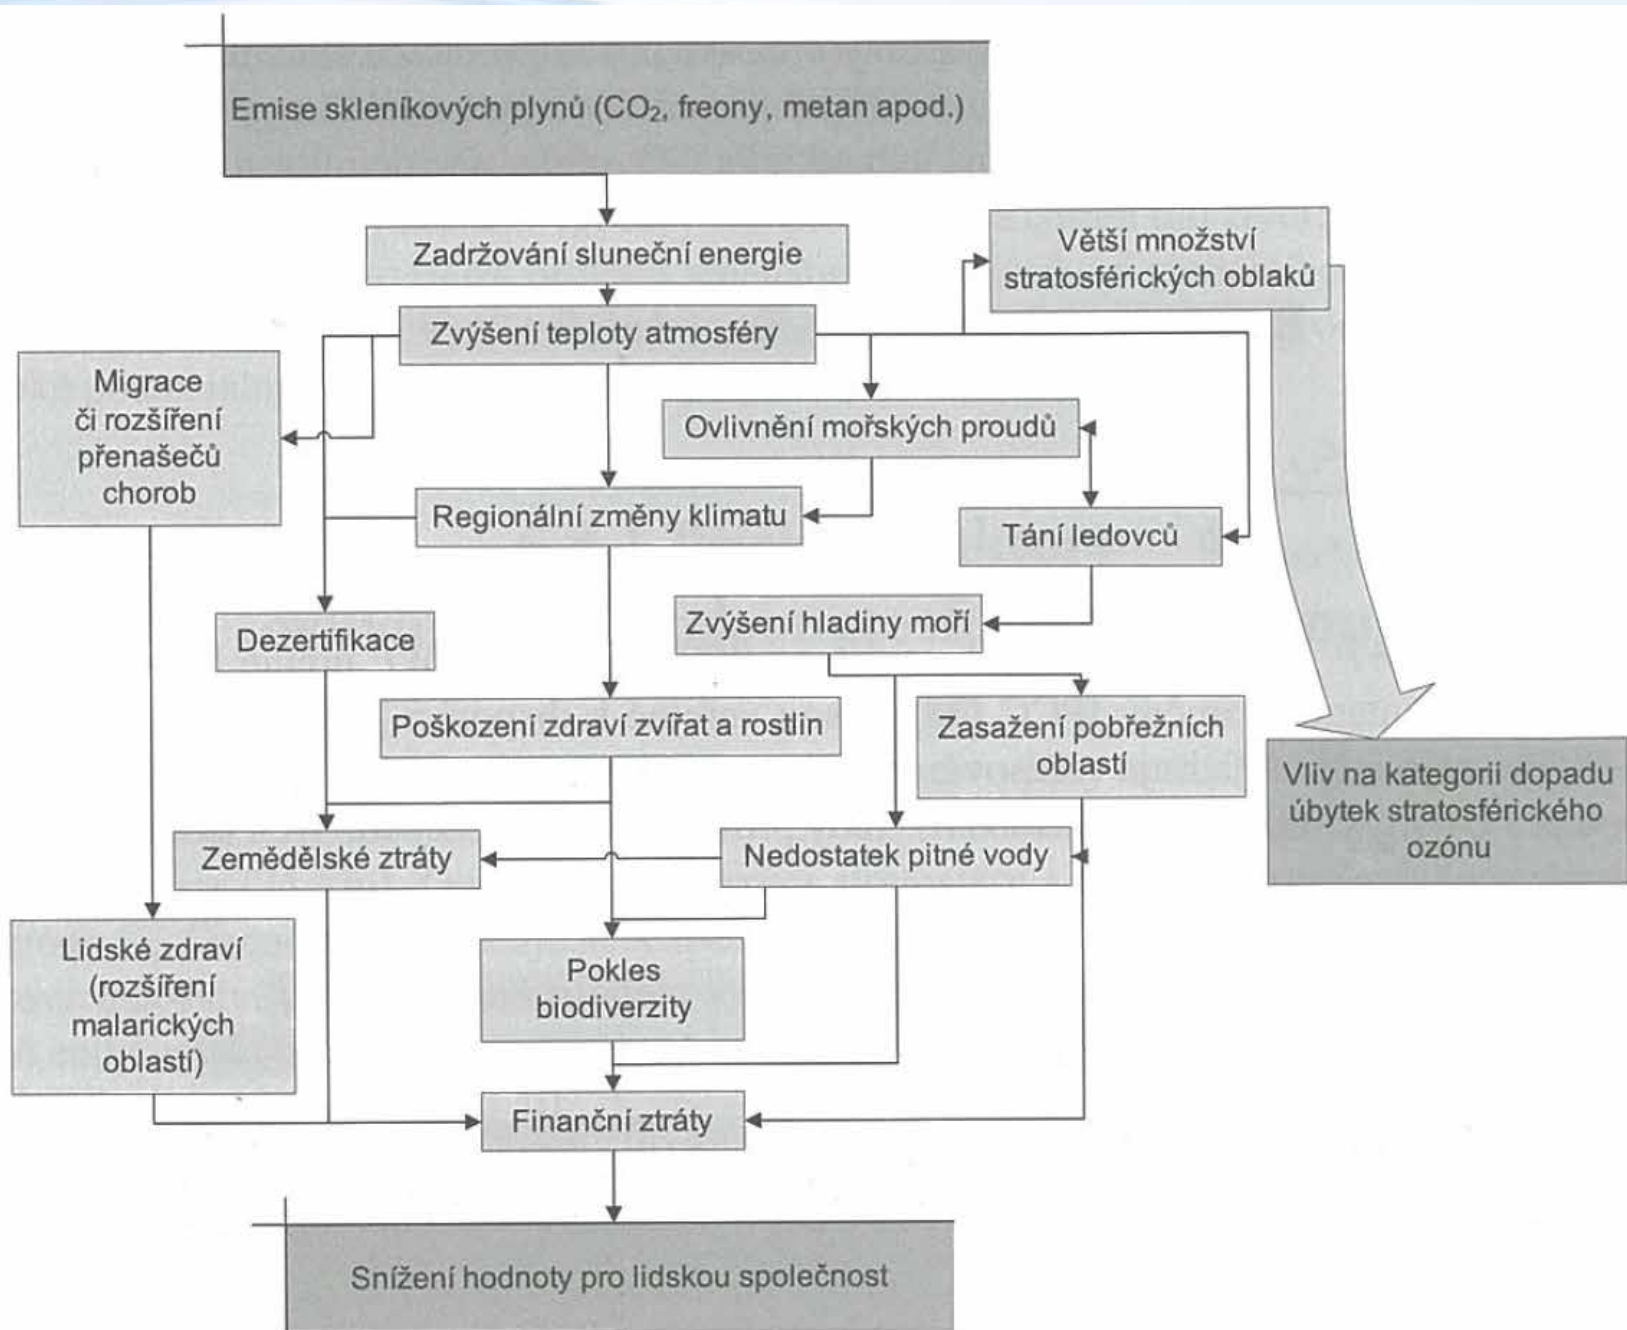 Emise skleníkových plynů (CO₂, freony, metan apod.)
Zadržování sluneční energie
Větší množství
stratosférických oblaků
Zvýšení teploty atmosféry
Migrace
či rozšíření
přenašečů
chorob
Ovlivnění mořských proudů
Regionální změny klimatu
Tání ledovců
Zvýšení hladiny moří
Dezertifikace
Poškození zdraví zvířat a rostlin
Zasažení pobřežních
oblastí
Vliv na kategorii dopadu
úbytek stratosférického
ozónu
Zemědělské ztráty
Nedostatek pitné vody
Lidské zdraví
(rozšíření
malarických
oblastí)
Pokles
biodiverzity
Finanční ztráty
Snížení hodnoty pro lidskou společnost